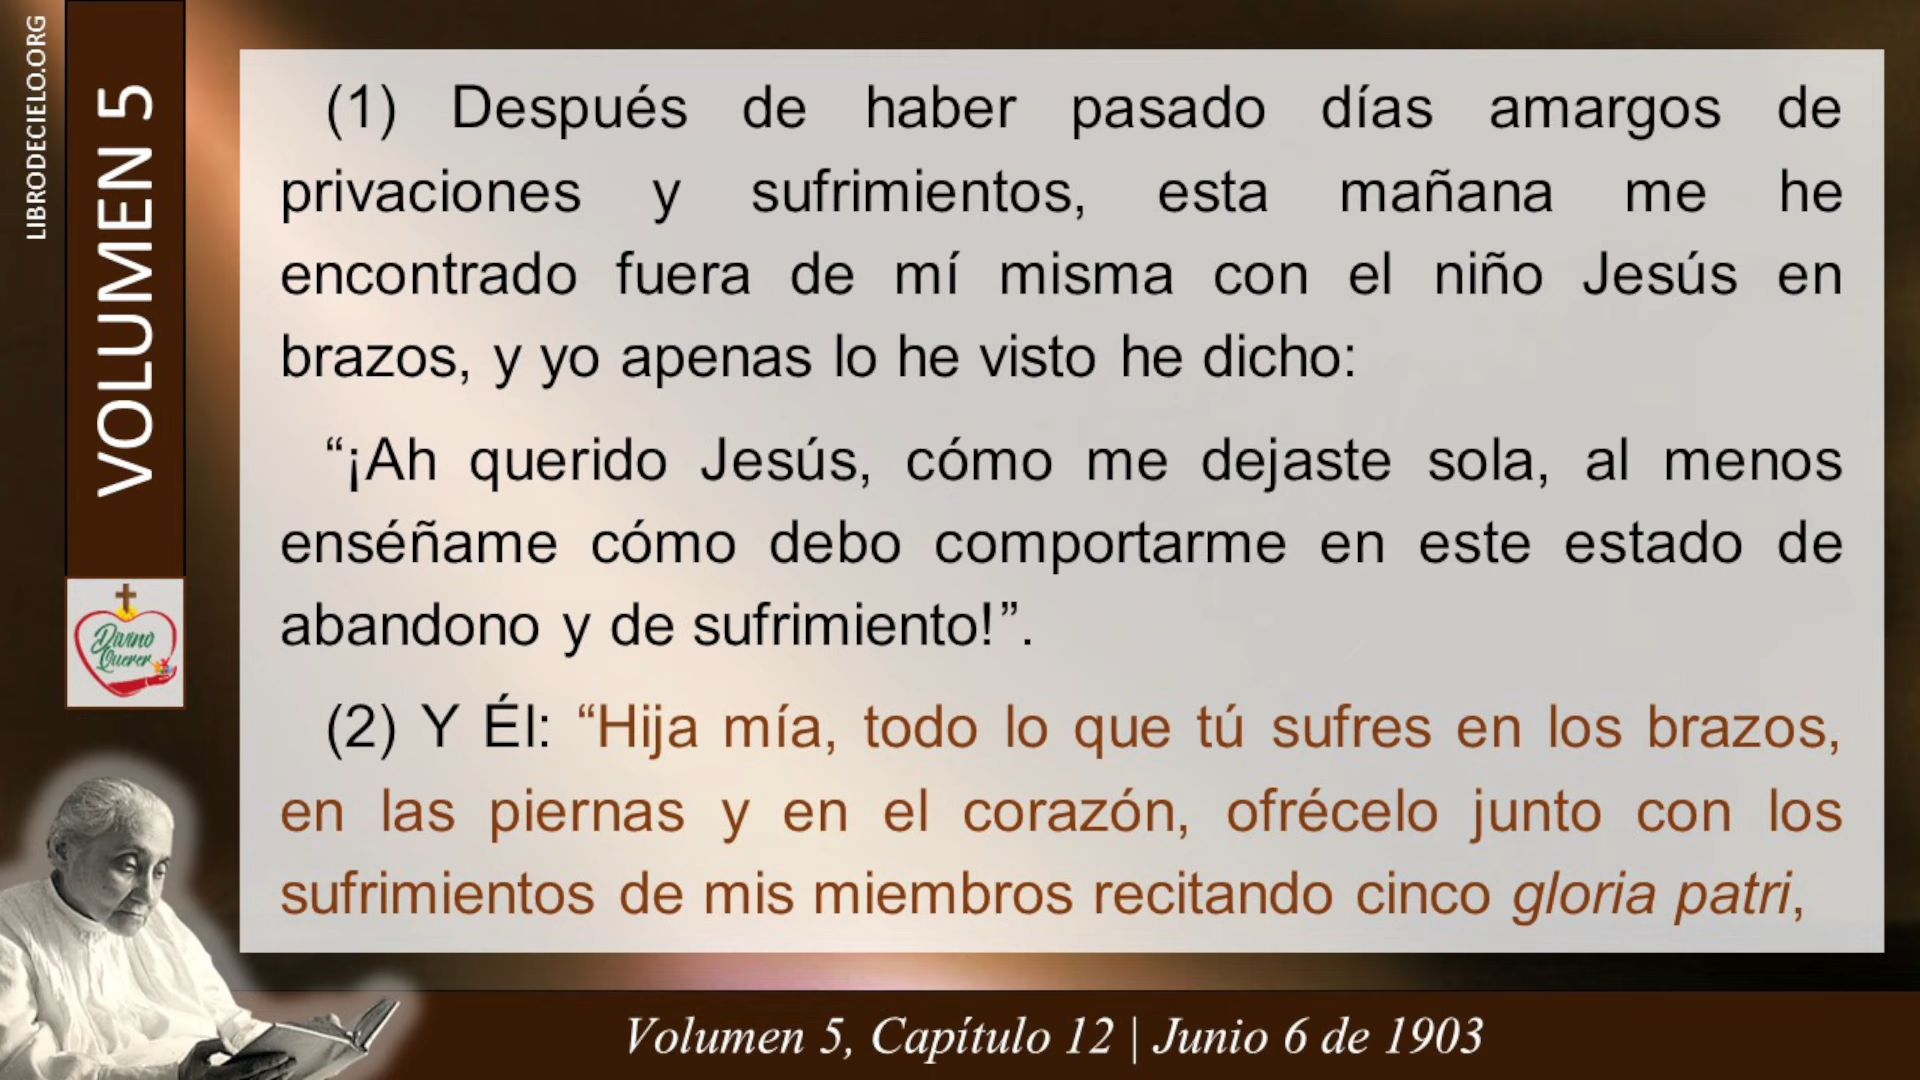 LIBRODECIELO.ORG
VOLUMEN 5
Divino
Querer
(1) Después de haber pasado días amargos de
privaciones y sufrimientos, esta mañana me he
encontrado fuera de mí misma con el niño Jesús en
brazos, y yo apenas lo he visto he dicho:
“¡Ah querido Jesús, cómo me dejaste sola, al menos
enséñame cómo debo comportarme en este estado de
abandono y de sufrimiento!”.
(2) Y Él: “Hija mía, todo lo que tú sufres en los brazos,
en las piernas y en el corazón, ofrécelo junto con los
sufrimientos de mis miembros recitando cinco gloria patri,
Volumen 5, Capítulo 12 | Junio 6 de 1903